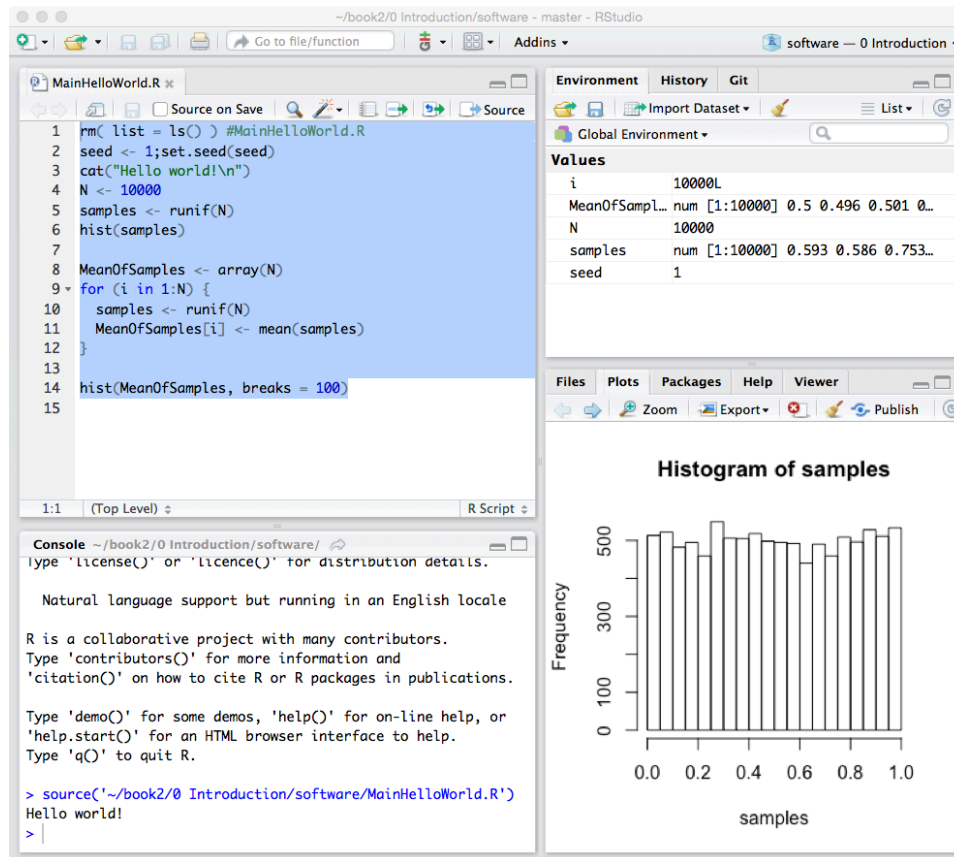 ~/book2/0 Introduction/software - master - RStudio
Go to file/function
Addins
software — 0 Introduction
MainHelloWorld.R
Source on Save
Source
1 rm( list = ls() ) #MainHelloWorld.R
2 seed <- 1;set.seed(seed)
3 cat("Hello world!\n")
4 N <- 10000
5 samples <- runif(N)
6 hist(samples)
7
8 MeanOfSamples <- array(N)
9 for (i in 1:N) {
10 samples <- runif(N)
11 MeanOfSamples[i] <- mean(samples)
12 }
13
14 hist(MeanOfSamples, breaks = 100)
15
1:1 (Top Level) R Script
Console ~/book2/0 Introduction/software/
Type 'license()' or 'licence()' for distribution details.
Natural language support but running in an English locale
R is a collaborative project with many contributors.
Type 'contributors()' for more information and
'citation()' on how to cite R or R packages in publications.
Type 'demo()' for some demos, 'help()' for on-line help, or
'help.start()' for an HTML browser interface to help.
Type 'q()' to quit R.
> source('~/book2/0 Introduction/software/MainHelloWorld.R')
Hello world!
>
Environment History Git
Import Dataset List
Global Environment
Values
i 10000L
MeanOfSampl… num [1:10000] 0.5 0.496 0.501 0…
N 10000
samples num [1:10000] 0.593 0.586 0.753…
seed 1
Files Plots Packages Help Viewer
Zoom Export Publish
Histogram of samples
Frequency
500
300
100
0
0.0 0.2 0.4 0.6 0.8 1.0
samples